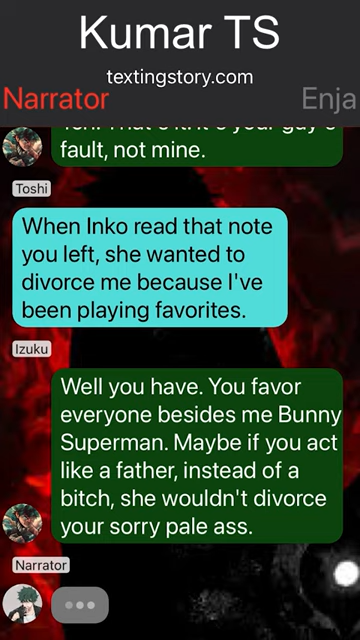 Kumar TS
textingstory.com
Narrator
Enja
fault, not mine.
Toshi
When Inko read that note
you left, she wanted to
divorce me because I've
been playing favorites.
Izuku
Well you have. You favor
everyone besides me Bunny
Superman. Maybe if you act
like a father, instead of a
bitch, she wouldn't divorce
your sorry pale ass.
Narrator